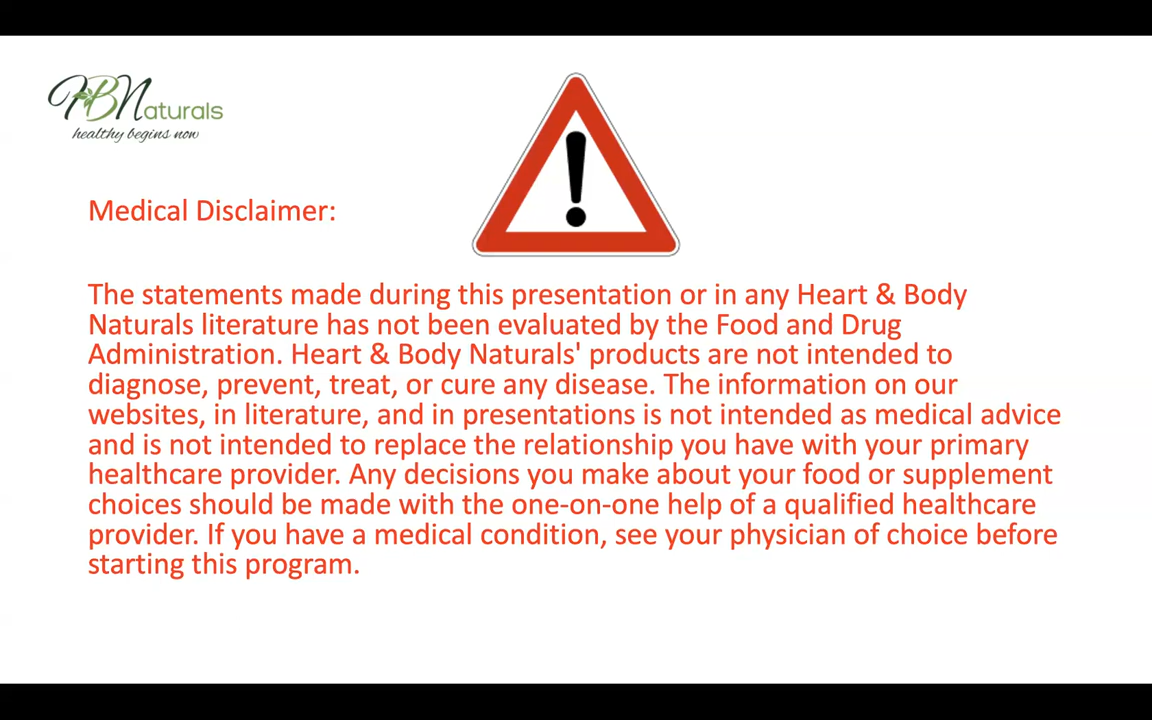 HBNaturals
healthy begins now
Medical Disclaimer:
The statements made during this presentation or in any Heart & Body
Naturals literature has not been evaluated by the Food and Drug
Administration. Heart & Body Naturals' products are not intended to
diagnose, prevent, treat, or cure any disease. The information on our
websites, in literature, and in presentations is not intended as medical advice
and is not intended to replace the relationship you have with your primary
healthcare provider. Any decisions you make about your food or supplement
choices should be made with the one-on-one help of a qualified healthcare
provider. If you have a medical condition, see your physician of choice before
starting this program.